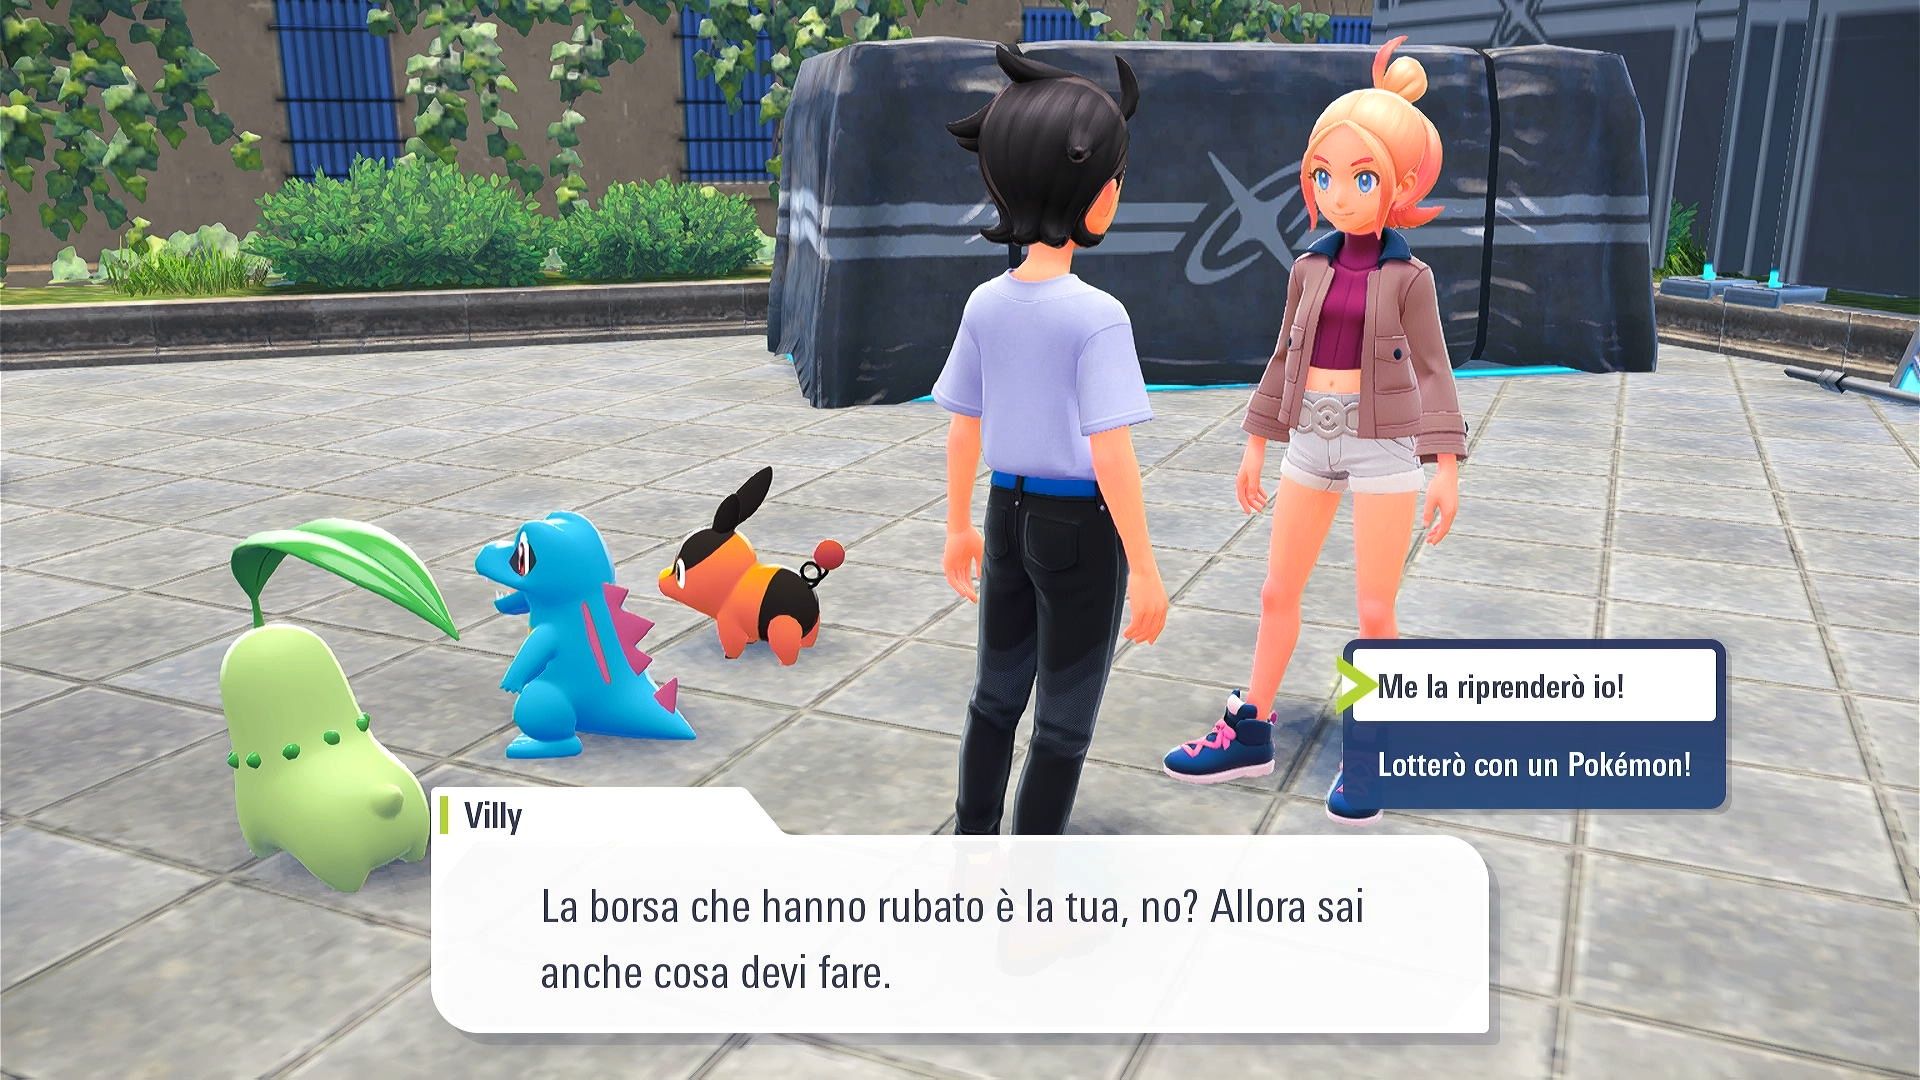 Me la riprenderò io!
Lotterò con un Pokémon!
Villy
La borsa che hanno rubato è la tua, no? Allora sai
anche cosa devi fare.